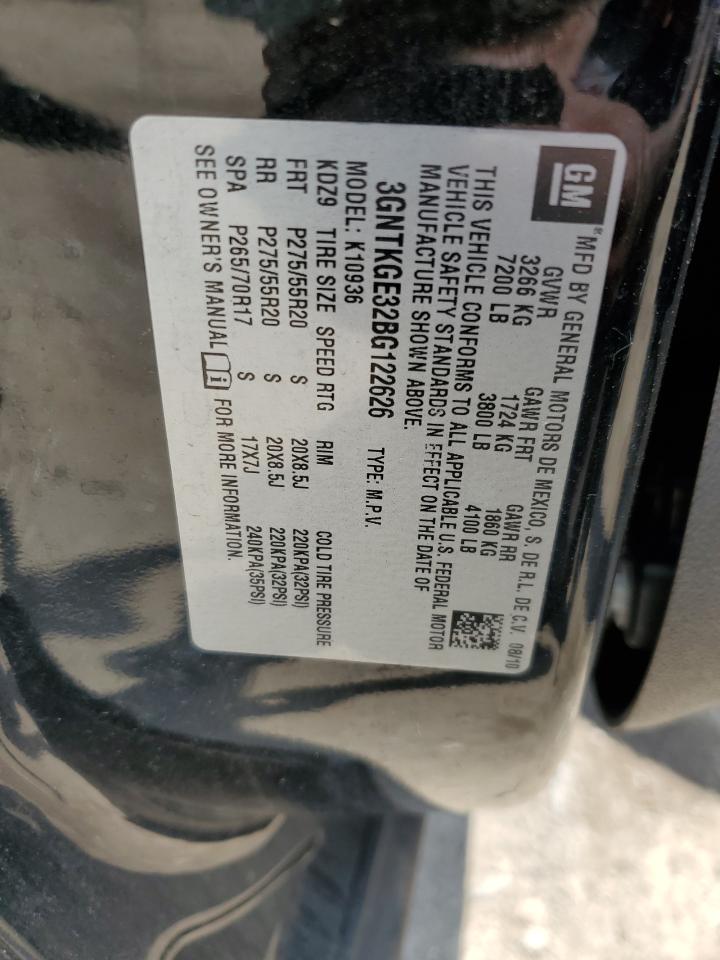 GM® MFD BY GENERAL MOTORS DE MEXICO, S. DE R.L. DE C.V. 08/10
GVWR GAWR FRT GAWR RR
3266 KG 1724 KG 1860 KG
7200 LB 3800 LB 4100 LB
THIS VEHICLE CONFORMS TO ALL APPLICABLE U.S. FEDERAL MOTOR
VEHICLE SAFETY STANDARDS IN EFFECT ON THE DATE OF
MANUFACTURE SHOWN ABOVE.
3GNTKGE32BG122626 TYPE: M.P.V.
MODEL: K10936
KDZ9 TIRE SIZE SPEED RTG RIM COLD TIRE PRESSURE
FRT P275/55R20 S 20X8.5J 220KPA(32PSI)
RR P275/55R20 S 20X8.5J 220KPA(32PSI)
SPA P265/70R17 S 17X7J 240KPA(35PSI)
SEE OWNER'S MANUAL FOR MORE INFORMATION.